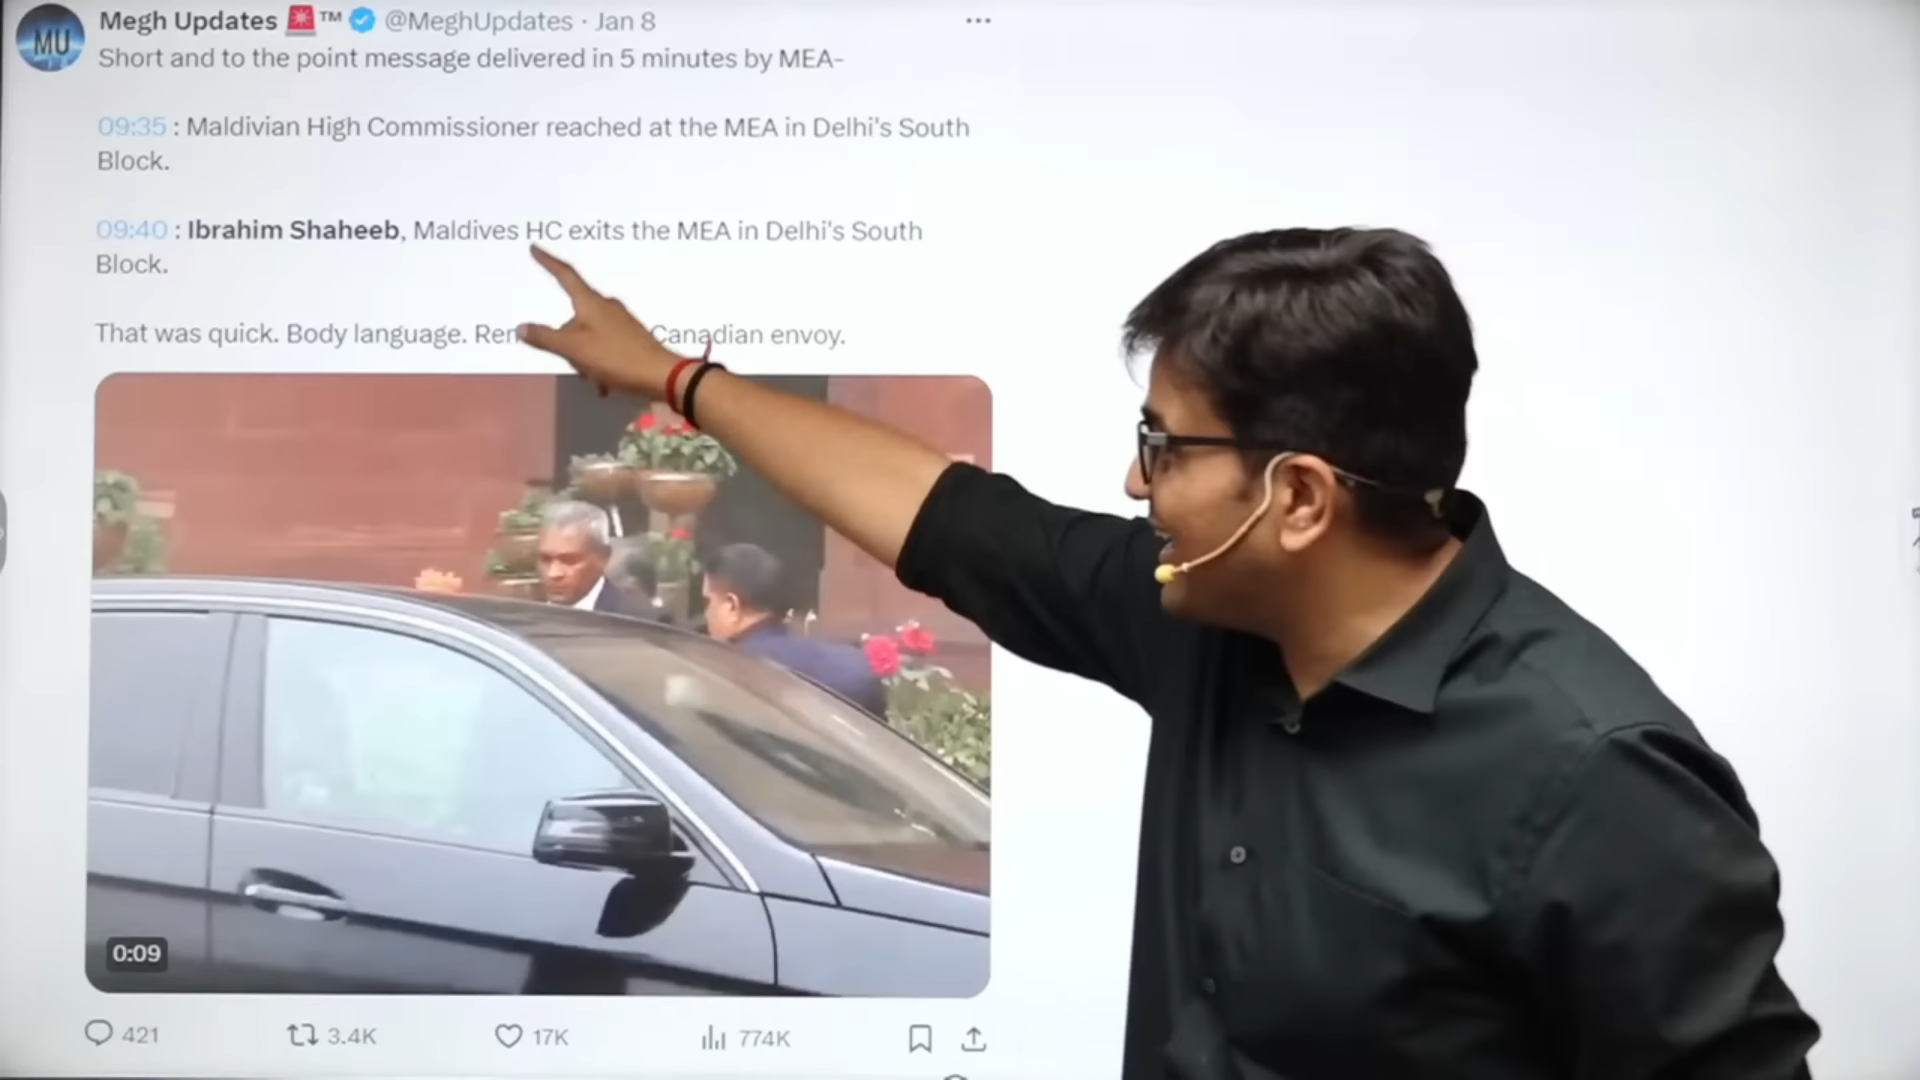 MU
Megh Updates 🚨™ @MeghUpdates · Jan 8
Short and to the point message delivered in 5 minutes by MEA-
09:35 : Maldivian High Commissioner reached at the MEA in Delhi's South
Block.
09:40 : Ibrahim Shaheeb, Maldives HC exits the MEA in Delhi's South
Block.
That was quick. Body language. Canadian envoy.
0:09
421 3.4K 17K 774K